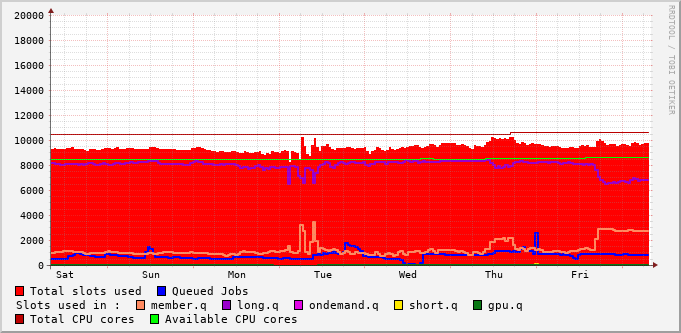 20000
18000
16000
14000
12000
10000
8000
6000
4000
2000
0
Sat Sun Mon Tue Wed Thu Fri
RRDTOOL / TOBI OETIKER
Total slots used Queued Jobs
Slots used in : member.q long.q ondemand.q short.q gpu.q
Total CPU cores Available CPU cores